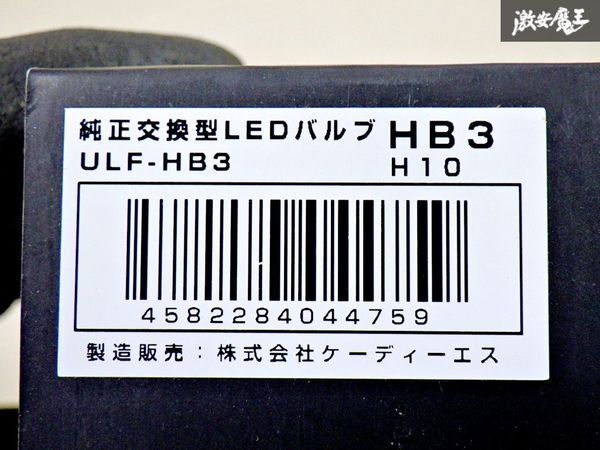 激安魔王
純正交換型LEDバルブ HB3
ULF-HB3 H10
4582284044759
製造販売：株式会社ケーディーエス